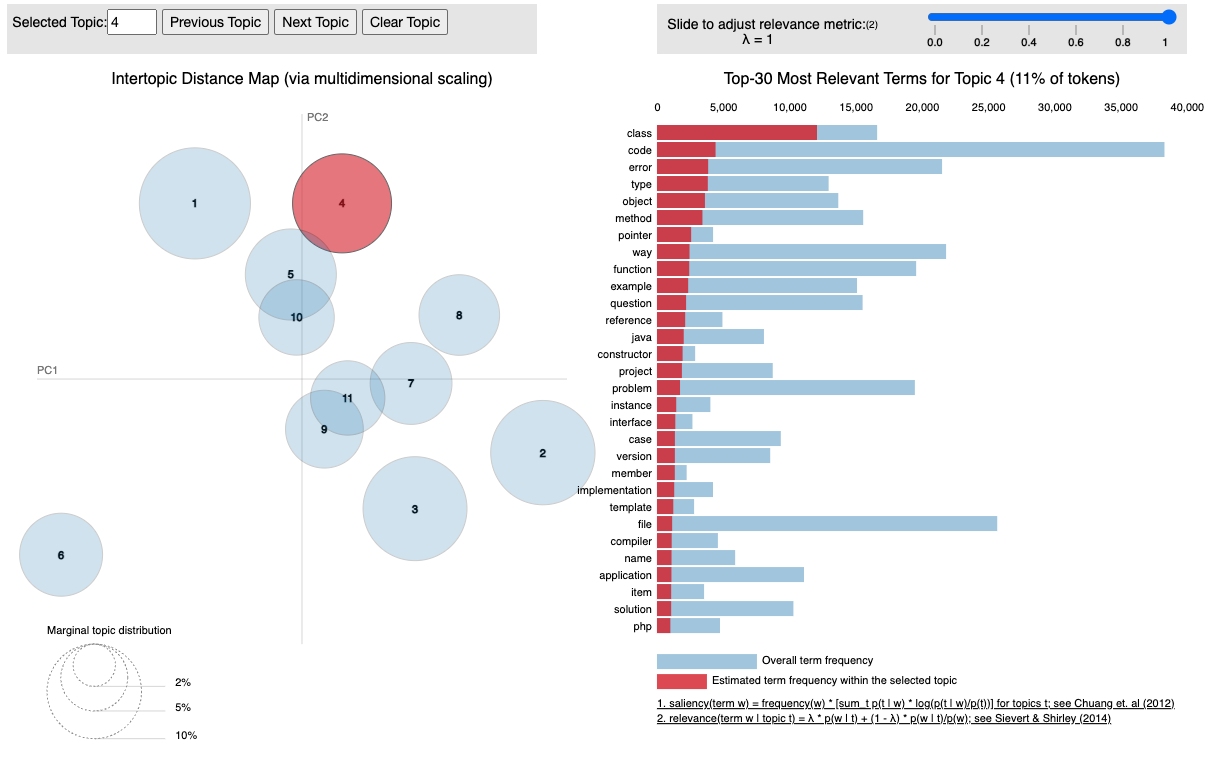 Selected Topic: 4 Previous Topic Next Topic Clear Topic
Slide to adjust relevance metric:(2)
λ = 1
0.0 0.2 0.4 0.6 0.8 1
Intertopic Distance Map (via multidimensional scaling)
PC2
PC1
1
4
5
10
8
7
11
9
2
3
6
Marginal topic distribution
2%
5%
10%
Top-30 Most Relevant Terms for Topic 4 (11% of tokens)
0 5,000 10,000 15,000 20,000 25,000 30,000 35,000 40,000
class
code
error
type
object
method
pointer
way
function
example
question
reference
java
constructor
project
problem
instance
interface
case
version
member
implementation
template
file
compiler
name
application
item
solution
php
Overall term frequency
Estimated term frequency within the selected topic
1. saliency(term w) = frequency(w) * [sum_t p(t | w) * log(p(t | w)/p(t))] for topics t; see Chuang et. al (2012)
2. relevance(term w | topic t) = λ * p(w | t) + (1 - λ) * p(w | t)/p(w); see Sievert & Shirley (2014)